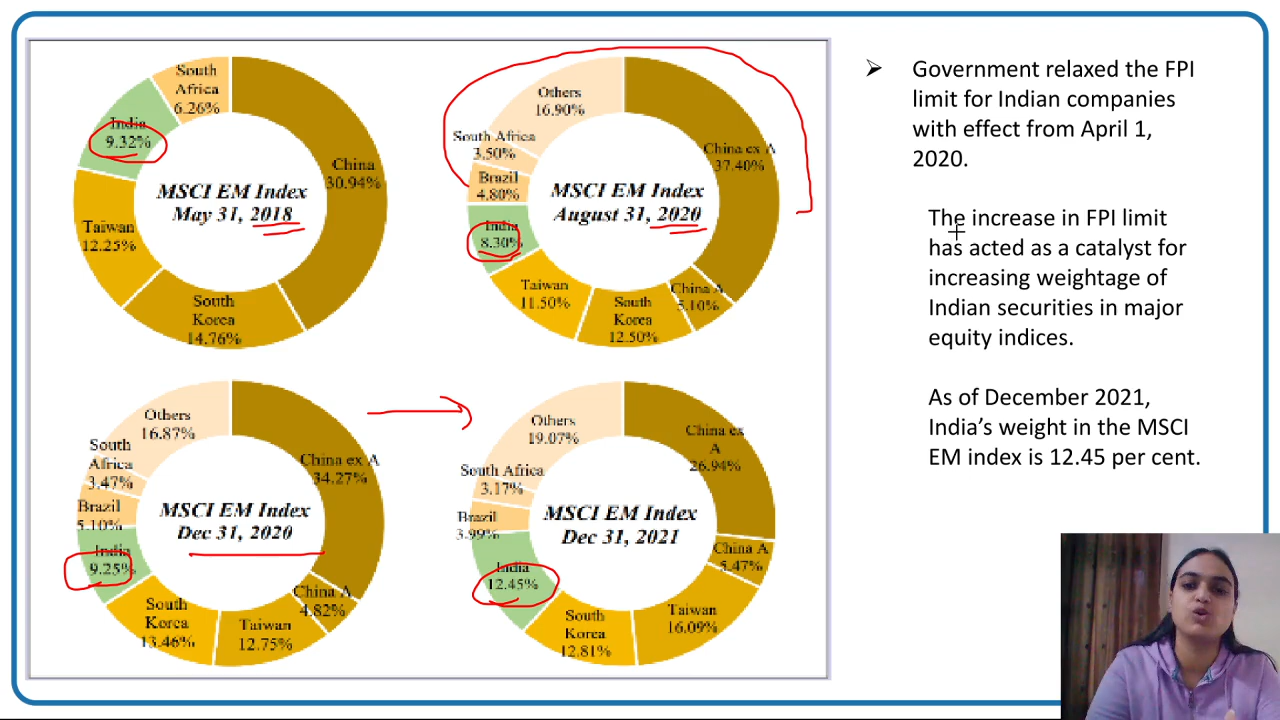 South
Africa
6.26%
India
9.32%
China
30.94%
MSCI EM Index
May 31, 2018
Taiwan
12.25%
South
Korea
14.76%
Others
16.90%
South Africa
3.50%
China ex A
37.40%
Brazil
4.80%
MSCI EM Index
August 31, 2020
India
8.30%
Taiwan
11.50%
China A
5.10%
South
Korea
12.50%
Others
16.87%
South
Africa
3.47%
China ex A
34.27%
Brazil
5.10%
MSCI EM Index
Dec 31, 2020
India
9.25%
China A
4.82%
South
Korea
13.46%
Taiwan
12.75%
Others
19.07%
China ex
A
26.94%
South Africa
3.17%
Brazil
3.99%
MSCI EM Index
Dec 31, 2021
China A
5.47%
India
12.45%
Taiwan
16.09%
South
Korea
12.81%
➤ Government relaxed the FPI
limit for Indian companies
with effect from April 1,
2020.
The increase in FPI limit
has acted as a catalyst for
increasing weightage of
Indian securities in major
equity indices.
As of December 2021,
India’s weight in the MSCI
EM index is 12.45 per cent.